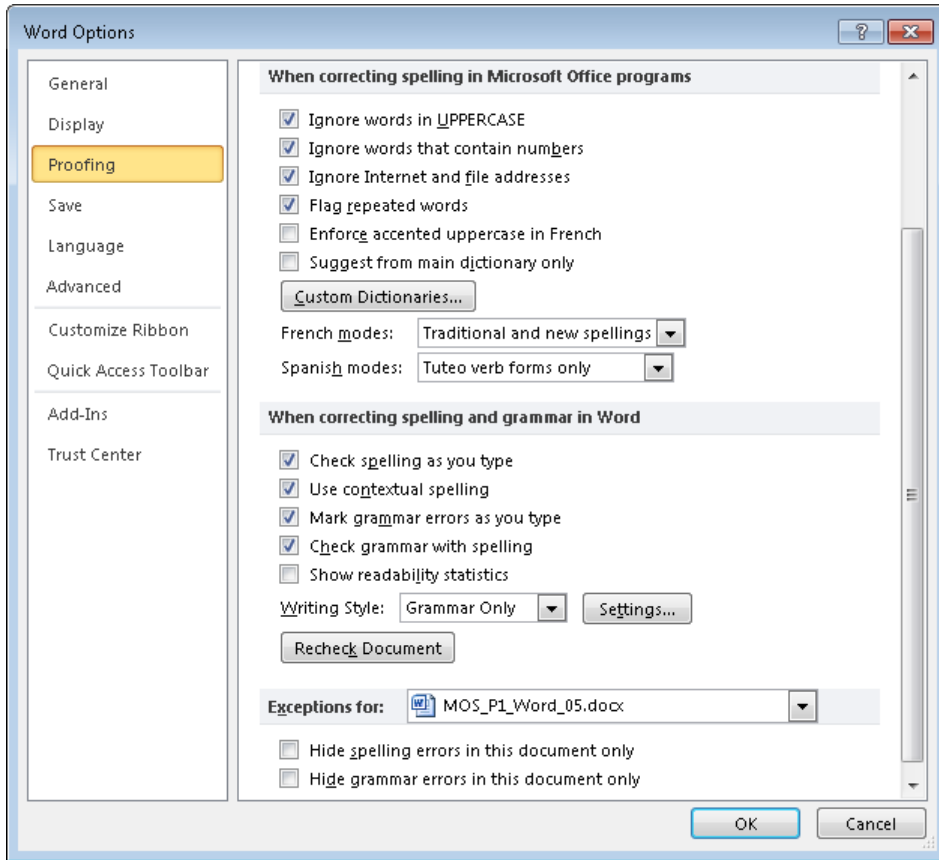 Word Options
General
Display
Proofing
Save
Language
Advanced
Customize Ribbon
Quick Access Toolbar
Add-Ins
Trust Center
When correcting spelling in Microsoft Office programs
Ignore words in UPPERCASE
Ignore words that contain numbers
Ignore Internet and file addresses
Flag repeated words
Enforce accented uppercase in French
Suggest from main dictionary only
Custom Dictionaries...
French modes: Traditional and new spellings
Spanish modes: Tuteo verb forms only
When correcting spelling and grammar in Word
Check spelling as you type
Use contextual spelling
Mark grammar errors as you type
Check grammar with spelling
Show readability statistics
Writing Style: Grammar Only Settings...
Recheck Document
Exceptions for: MOS_P1_Word_05.docx
Hide spelling errors in this document only
Hide grammar errors in this document only
OK Cancel